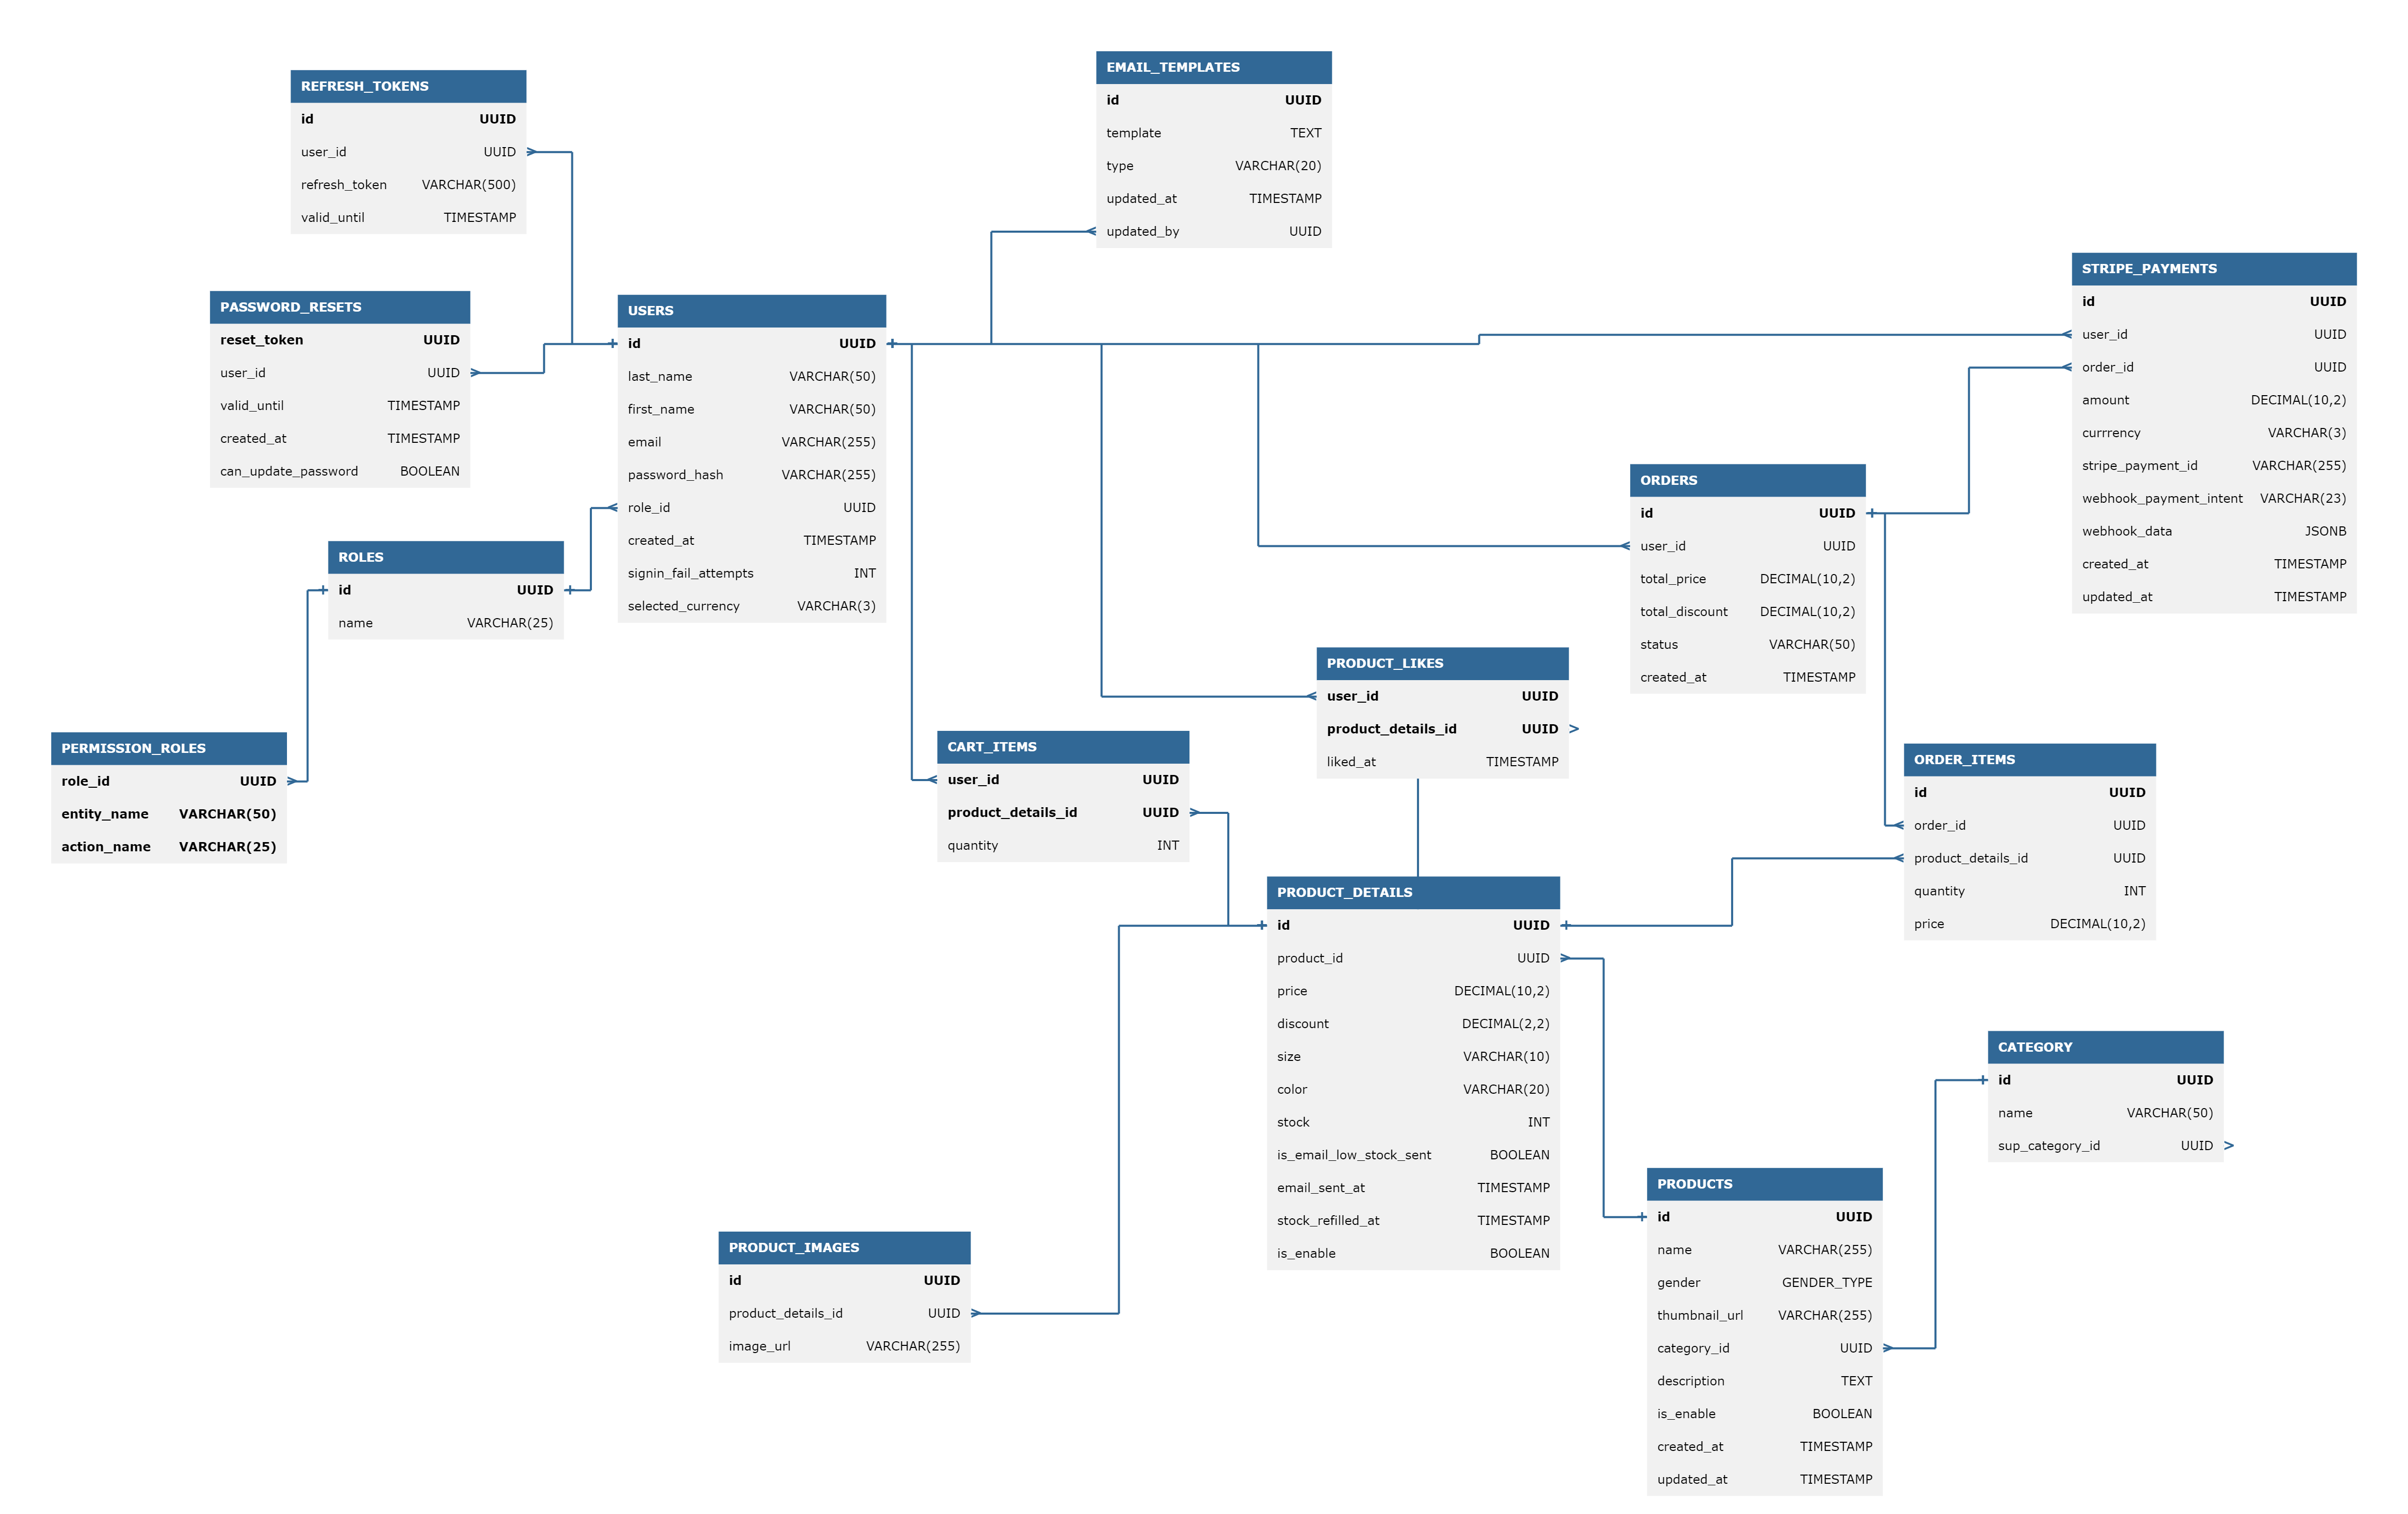 REFRESH_TOKENS
id UUID
user_id UUID
refresh_token VARCHAR(500)
valid_until TIMESTAMP
EMAIL_TEMPLATES
id UUID
template TEXT
type VARCHAR(20)
updated_at TIMESTAMP
updated_by UUID
STRIPE_PAYMENTS
id UUID
user_id UUID
order_id UUID
amount DECIMAL(10,2)
currrency VARCHAR(3)
stripe_payment_id VARCHAR(255)
webhook_payment_intent VARCHAR(23)
webhook_data JSONB
created_at TIMESTAMP
updated_at TIMESTAMP
PASSWORD_RESETS
reset_token UUID
user_id UUID
valid_until TIMESTAMP
created_at TIMESTAMP
can_update_password BOOLEAN
USERS
id UUID
last_name VARCHAR(50)
first_name VARCHAR(50)
email VARCHAR(255)
password_hash VARCHAR(255)
role_id UUID
created_at TIMESTAMP
signin_fail_attempts INT
selected_currency VARCHAR(3)
ORDERS
id UUID
user_id UUID
total_price DECIMAL(10,2)
total_discount DECIMAL(10,2)
status VARCHAR(50)
created_at TIMESTAMP
ROLES
id UUID
name VARCHAR(25)
PRODUCT_LIKES
user_id UUID
product_details_id UUID
liked_at TIMESTAMP
PERMISSION_ROLES
role_id UUID
entity_name VARCHAR(50)
action_name VARCHAR(25)
CART_ITEMS
user_id UUID
product_details_id UUID
quantity INT
ORDER_ITEMS
id UUID
order_id UUID
product_details_id UUID
quantity INT
price DECIMAL(10,2)
PRODUCT_DETAILS
id UUID
product_id UUID
price DECIMAL(10,2)
discount DECIMAL(2,2)
size VARCHAR(10)
color VARCHAR(20)
stock INT
is_email_low_stock_sent BOOLEAN
email_sent_at TIMESTAMP
stock_refilled_at TIMESTAMP
is_enable BOOLEAN
CATEGORY
id UUID
name VARCHAR(50)
sup_category_id UUID
PRODUCTS
id UUID
name VARCHAR(255)
gender GENDER_TYPE
thumbnail_url VARCHAR(255)
category_id UUID
description TEXT
is_enable BOOLEAN
created_at TIMESTAMP
updated_at TIMESTAMP
PRODUCT_IMAGES
id UUID
product_details_id UUID
image_url VARCHAR(255)